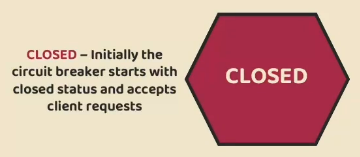 CLOSED – Initially the
circuit breaker starts with
closed status and accepts
client requests
CLOSED